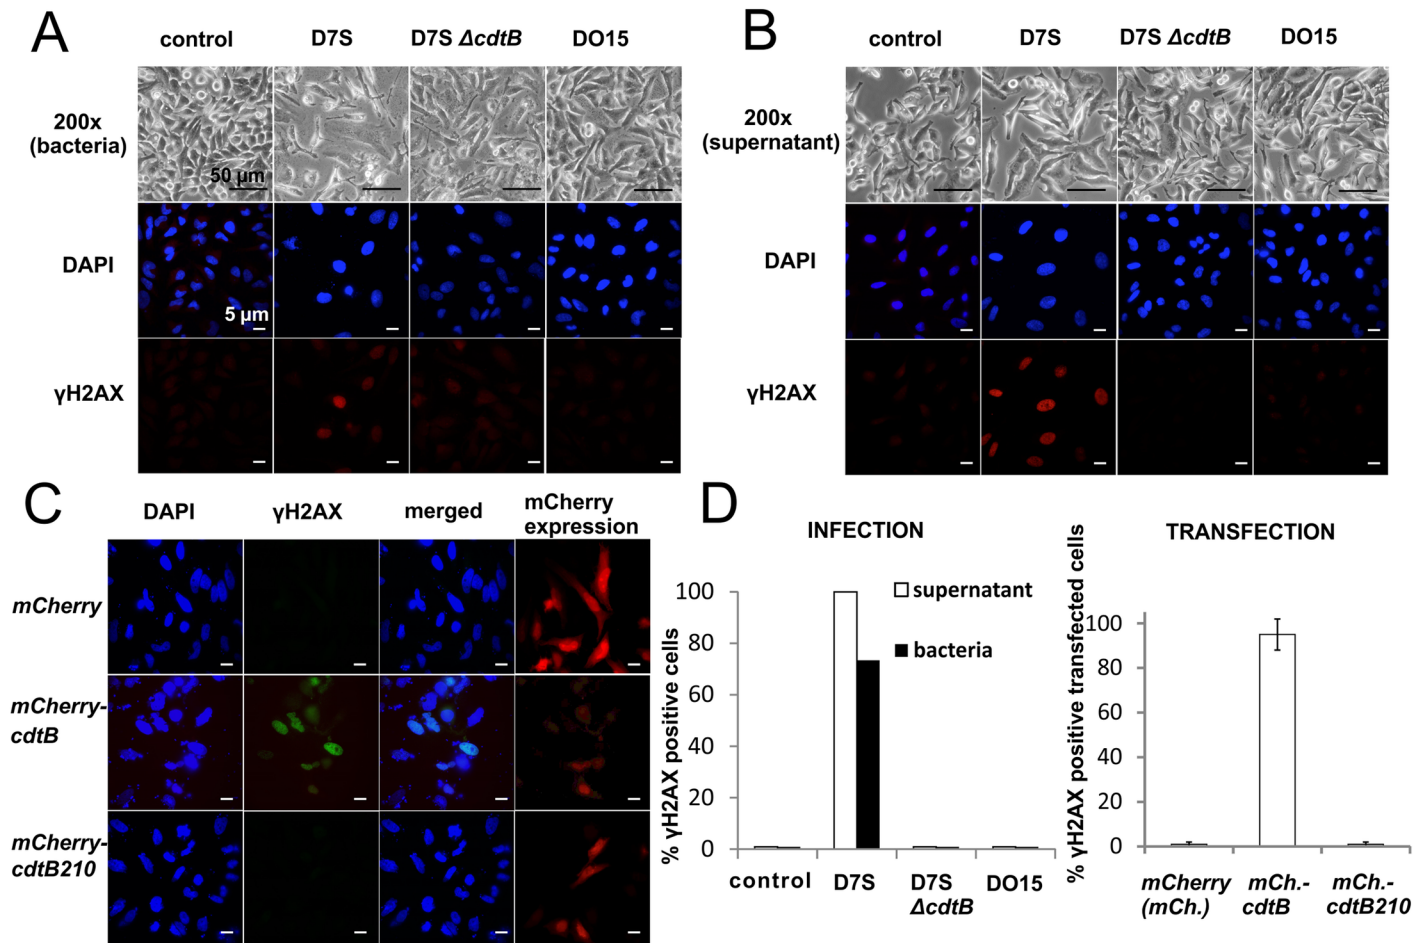 A
control
D7S
D7S ΔcdtB
DO15
200x
(bacteria)
50 µm
DAPI
5 µm
γH2AX
B
control
D7S
D7S ΔcdtB
DO15
200x
(supernatant)
DAPI
γH2AX
C
DAPI
γH2AX
merged
mCherry
expression
mCherry
mCherry-
cdtB
mCherry-
cdtB210
D
INFECTION
% γH2AX positive cells
100
80
60
40
20
0
supernatant
bacteria
control
D7S
D7S
ΔcdtB
DO15
TRANSFECTION
% γH2AX positive transfected cells
100
80
60
40
20
0
mCherry
(mCh.)
mCh.-
cdtB
mCh.-
cdtB210